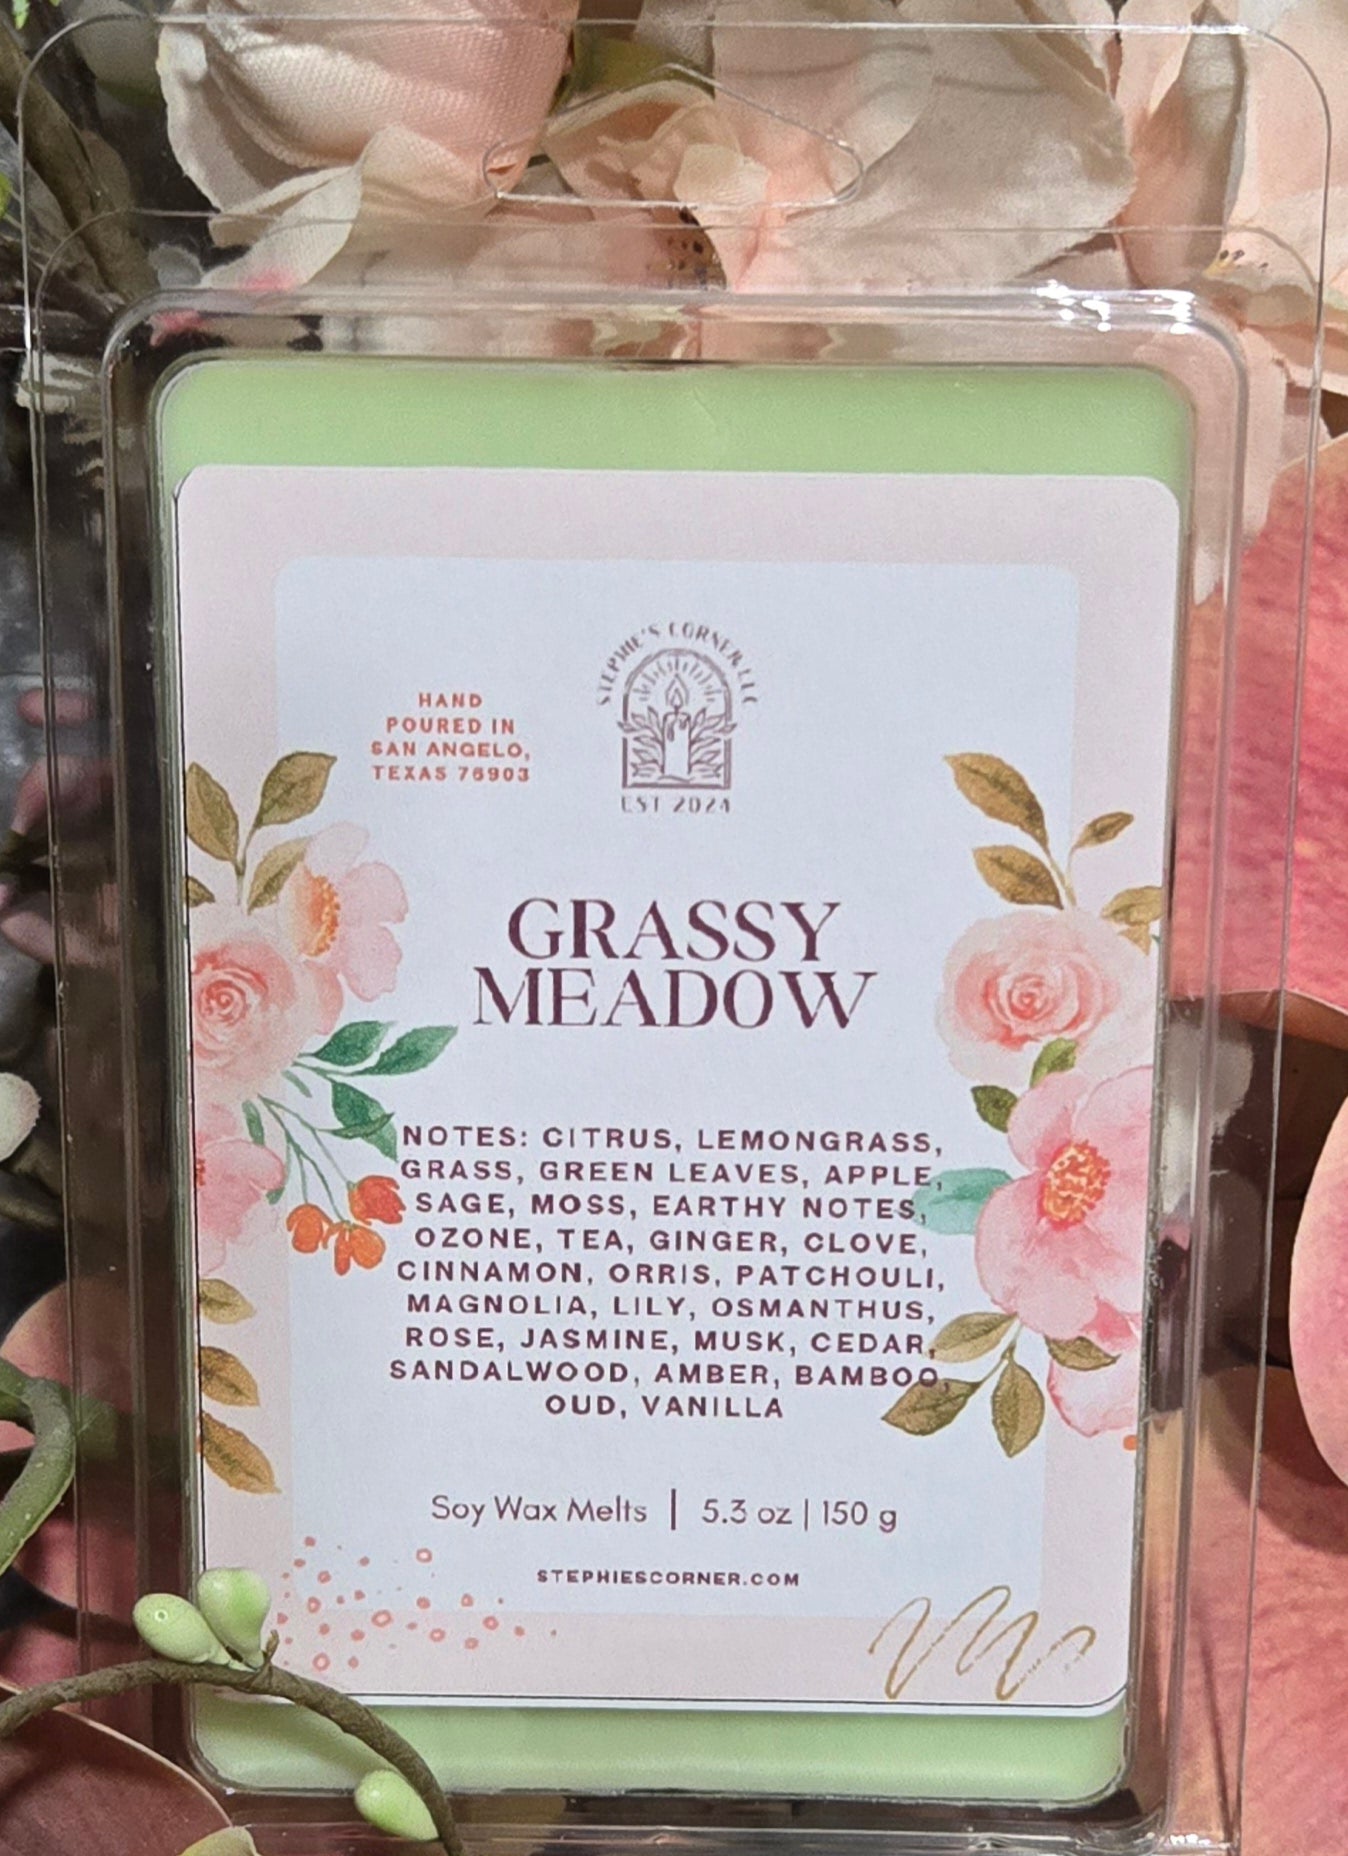 STEPHIE'S CORNER LLC
EST 2024
HAND
POURED IN
SAN ANGELO,
TEXAS 76903
GRASSY
MEADOW
NOTES: CITRUS, LEMONGRASS,
GRASS, GREEN LEAVES, APPLE,
SAGE, MOSS, EARTHY NOTES,
OZONE, TEA, GINGER, CLOVE,
CINNAMON, ORRIS, PATCHOULI,
MAGNOLIA, LILY, OSMANTHUS,
ROSE, JASMINE, MUSK, CEDAR,
SANDALWOOD, AMBER, BAMBOO,
OUD, VANILLA
Soy Wax Melts | 5.3 oz | 150 g
STEPHIESCORNER.COM